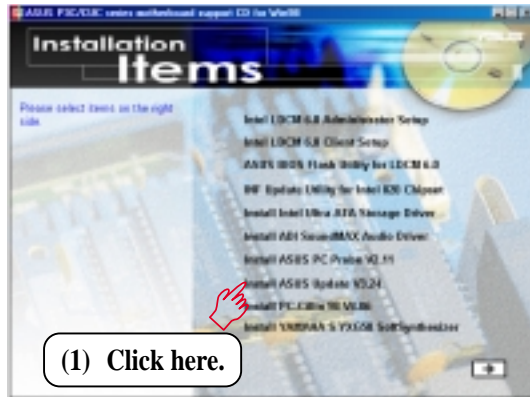 ASUS P3C/CUC series motherboard support CD for Win98
Installation
Items
Please select items on the right
side.
Intel LDCM 6.0 Administrator Setup
Intel LDCM 6.0 Client Setup
ASUS BIOS Flash Utility for LDCM 6.0
INF Update Utility for Intel 820 Chipset
Install Intel Ultra ATA Storage Driver
Install ADI SoundMAX Audio Driver
Install ASUS PC Probe V2.11
Install ASUS Update V3.24
Install PC-Cillin 98 V6.06
Install YAMAHA S-YXG50 SoftSynthesizer
(1) Click here.